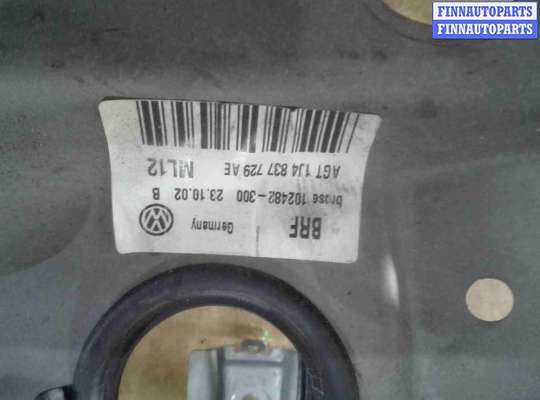 FINNAUTOPARTS
FINNAUTOPARTS
BRF Germany
brose 102482-300 23.10.02 B
AGT 1J4 837 729 AE ML12